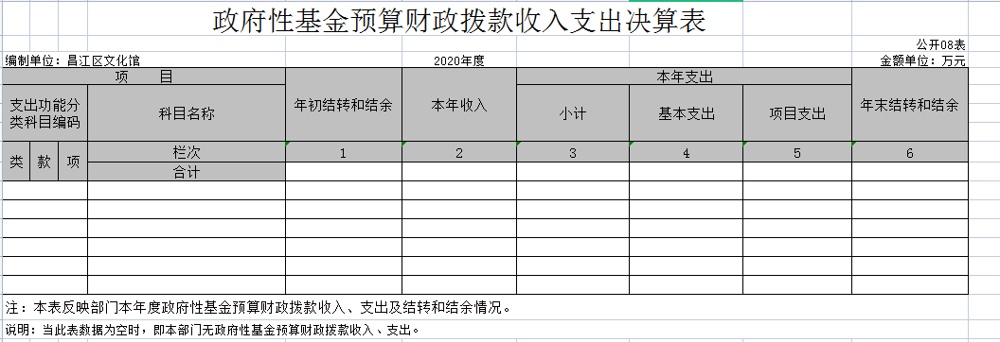 政府性基金预算财政拨款收入支出决算表
公开08表
编制单位：昌江区文化馆 2020年度 金额单位：万元
项 目 年初结转和结余 本年收入 本年支出 年末结转和结余
支出功能分类科目编码 科目名称 小计 基本支出 项目支出
类 款 项 栏次 1 2 3 4 5 6
合计
注：本表反映部门本年度政府性基金预算财政拨款收入、支出及结转和结余情况。
说明：当此表数据为空时，即本部门无政府性基金预算财政拨款收入、支出。